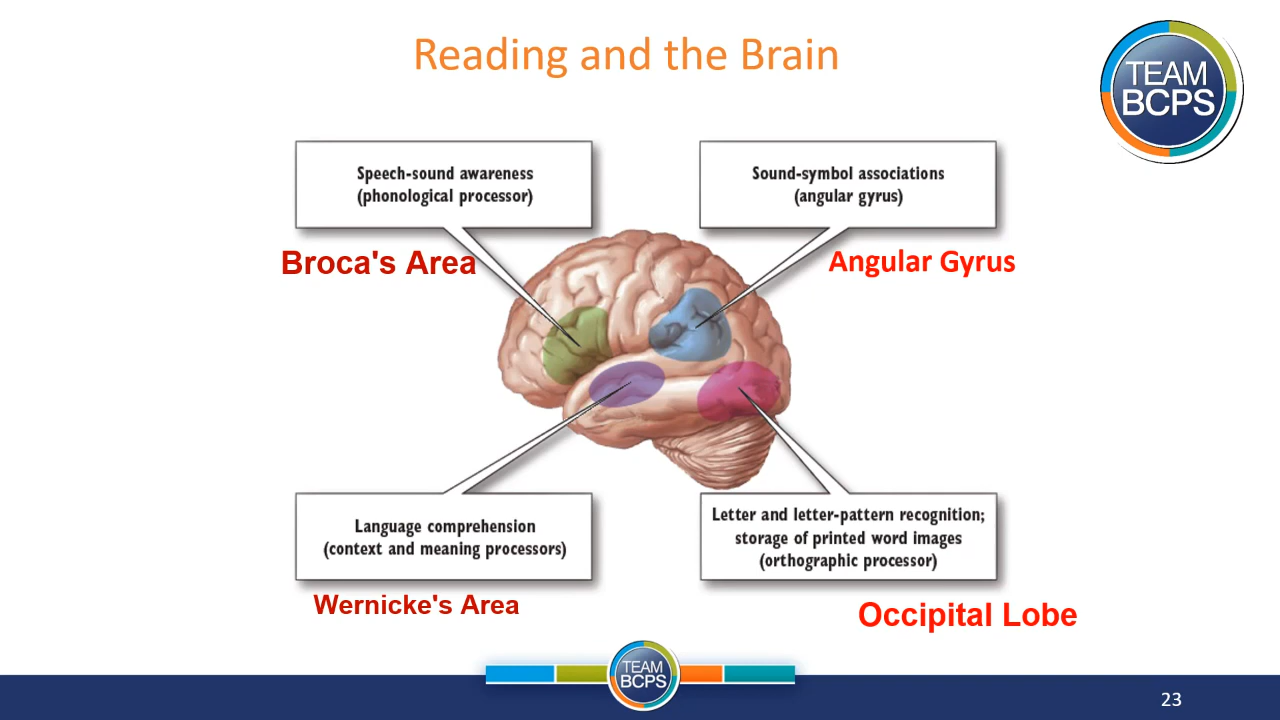 Reading and the Brain
TEAM
BCPS
Speech-sound awareness
(phonological processor)
Sound-symbol associations
(angular gyrus)
Broca's Area
Angular Gyrus
Language comprehension
(context and meaning processors)
Letter and letter-pattern recognition;
storage of printed word images
(orthographic processor)
Wernicke's Area
Occipital Lobe
TEAM
BCPS
23